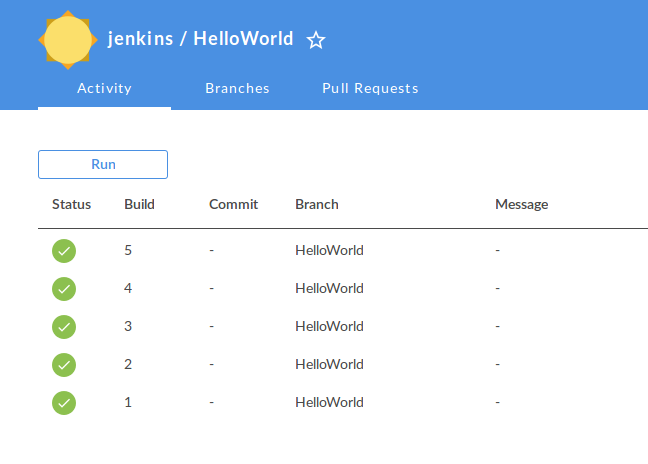 jenkins / HelloWorld
Activity Branches Pull Requests
Run
Status Build Commit Branch Message
5 - HelloWorld -
4 - HelloWorld -
3 - HelloWorld -
2 - HelloWorld -
1 - HelloWorld -